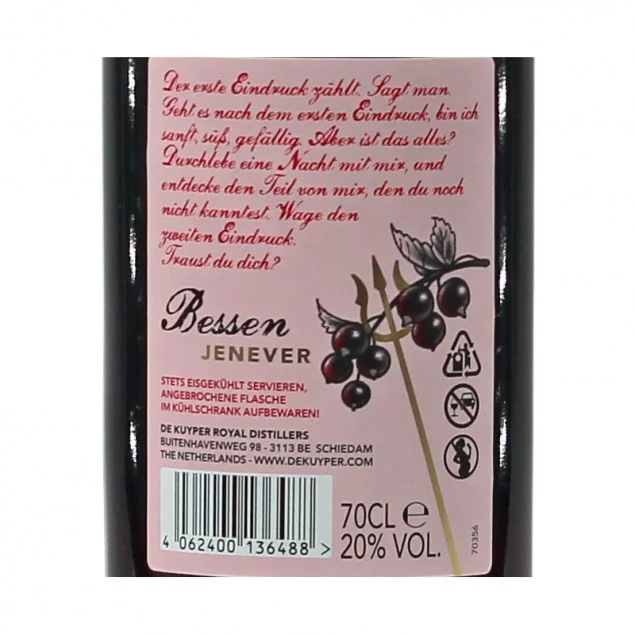 Der erste Eindruck zählt. Sagt man.
Geht es nach dem ersten Eindruck, bin ich
sanft, süß, gefällig. Aber ist das alles?
Durchlebe eine Nacht mit mir, und
entdecke den Teil von mir, den du noch
nicht kanntest. Wage den
zweiten Eindruck.
Traust du dich?
Bessen
JENEVER
STETS EISGEKÜHLT SERVIEREN,
ANGEBROCHENE FLASCHE
IM KÜHLSCHRANK AUFBEWAREN!
DE KUYPER ROYAL DISTILLERS
BUITENHAVENWEG 98 - 3113 BE SCHIEDAM
THE NETHERLANDS - WWW.DEKUYPER.COM
4 062400 136488 >
70CL e
20% VOL.
70356